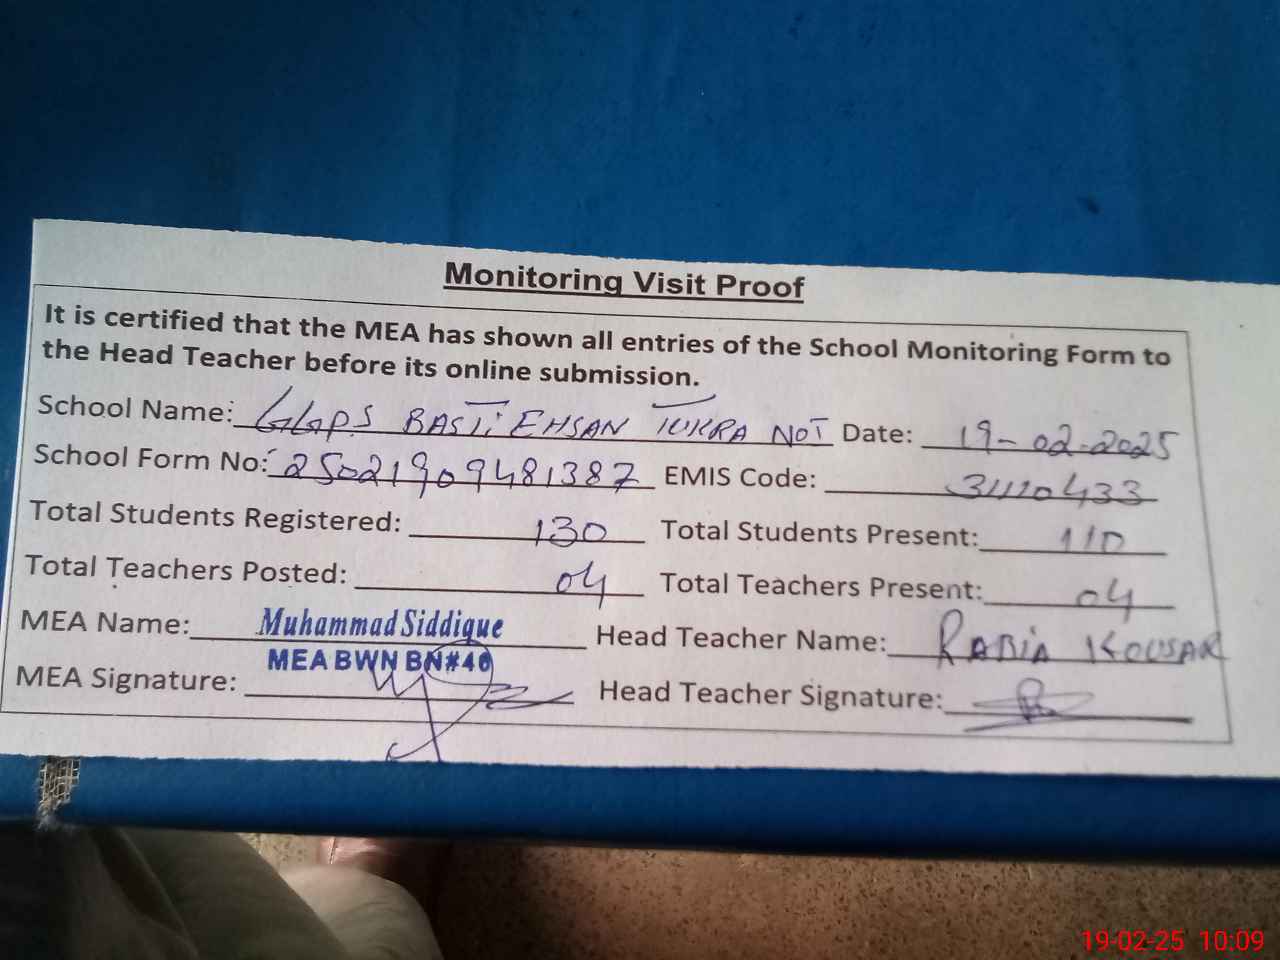 Monitoring Visit Proof
It is certified that the MEA has shown all entries of the School Monitoring Form to
the Head Teacher before its online submission.
School Name: GGPS BASTI EHSAN TUKRA NOT Date: 19-02-2025
School Form No: 25021909481387 EMIS Code: 31110433
Total Students Registered: 130 Total Students Present: 110
Total Teachers Posted: 04 Total Teachers Present: 04
MEA Name: Muhammad Siddique Head Teacher Name: RABIA KOUSAR
MEA BWN BN#40
MEA Signature: Head Teacher Signature:
19-02-25 10:09